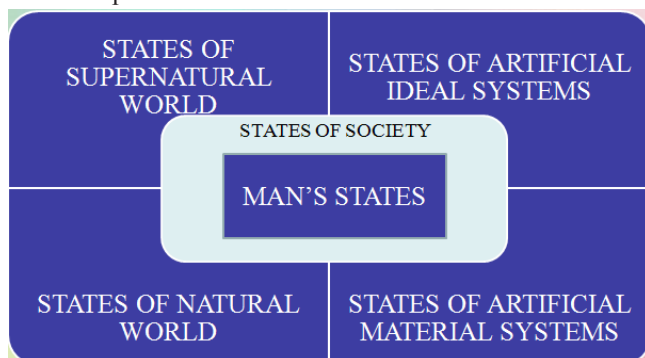 STATES OF
SUPERNATURAL
WORLD
STATES OF ARTIFICIAL
IDEAL SYSTEMS
STATES OF SOCIETY
MAN'S STATES
STATES OF NATURAL
WORLD
STATES OF ARTIFICIAL
MATERIAL SYSTEMS